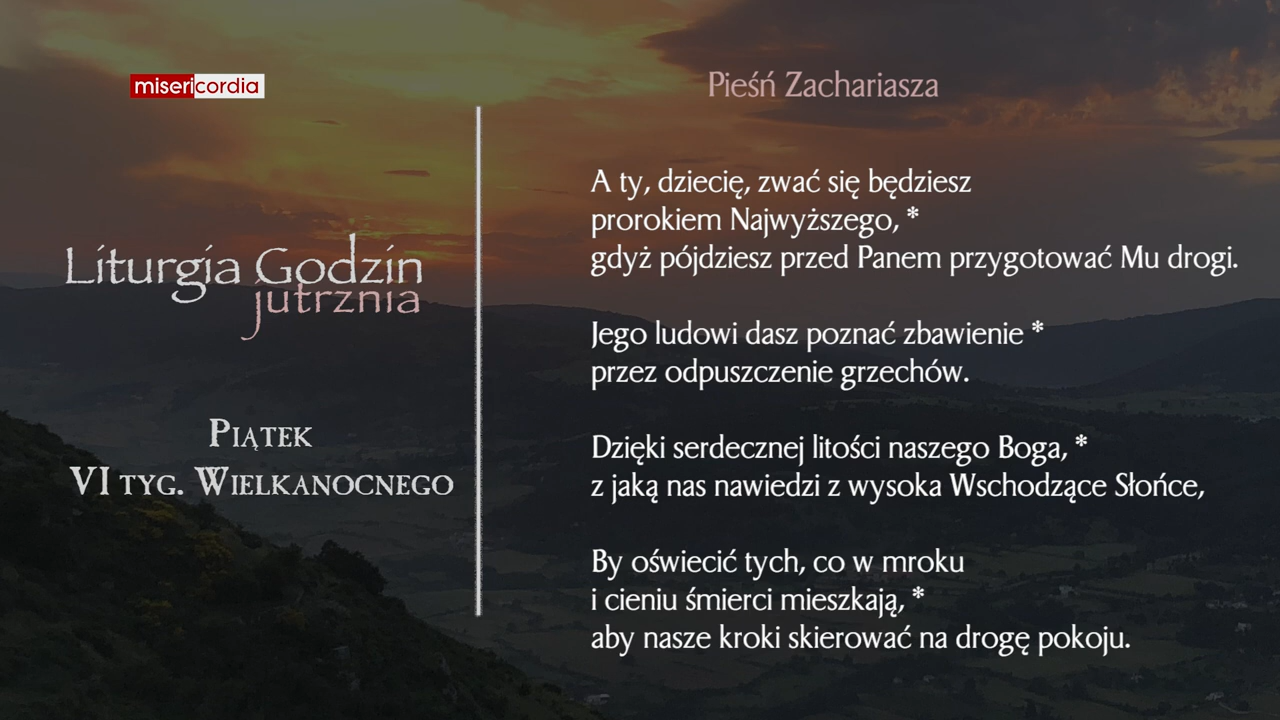 misericordia
Liturgia Godzin
jutrznia
Piątek
VI tyg. Wielkanocnego
Pieśń Zachariasza
A ty, dziecię, zwać się będziesz
prorokiem Najwyższego, *
gdyż pójdziesz przed Panem przygotować Mu drogi.
Jego ludowi dasz poznać zbawienie *
przez odpuszczenie grzechów.
Dzięki serdecznej litości naszego Boga, *
z jaką nas nawiedzi z wysoka Wschodzące Słońce,
By oświecić tych, co w mroku
i cieniu śmierci mieszkają, *
aby nasze kroki skierować na drogę pokoju.